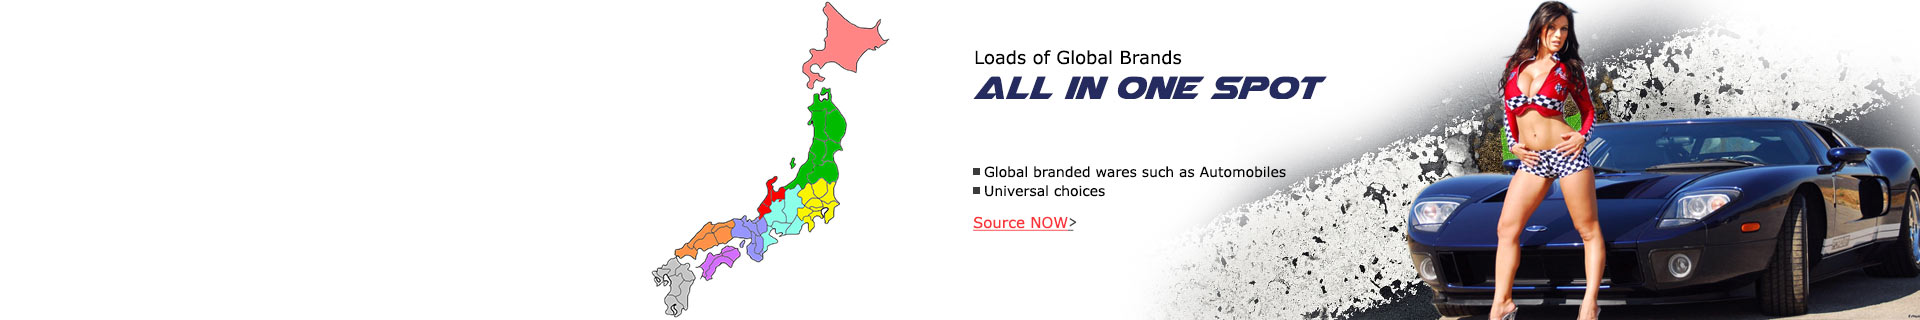 Loads of Global Brands
ALL IN ONE SPOT
Global branded wares such as Automobiles
Universal choices
Source NOW>